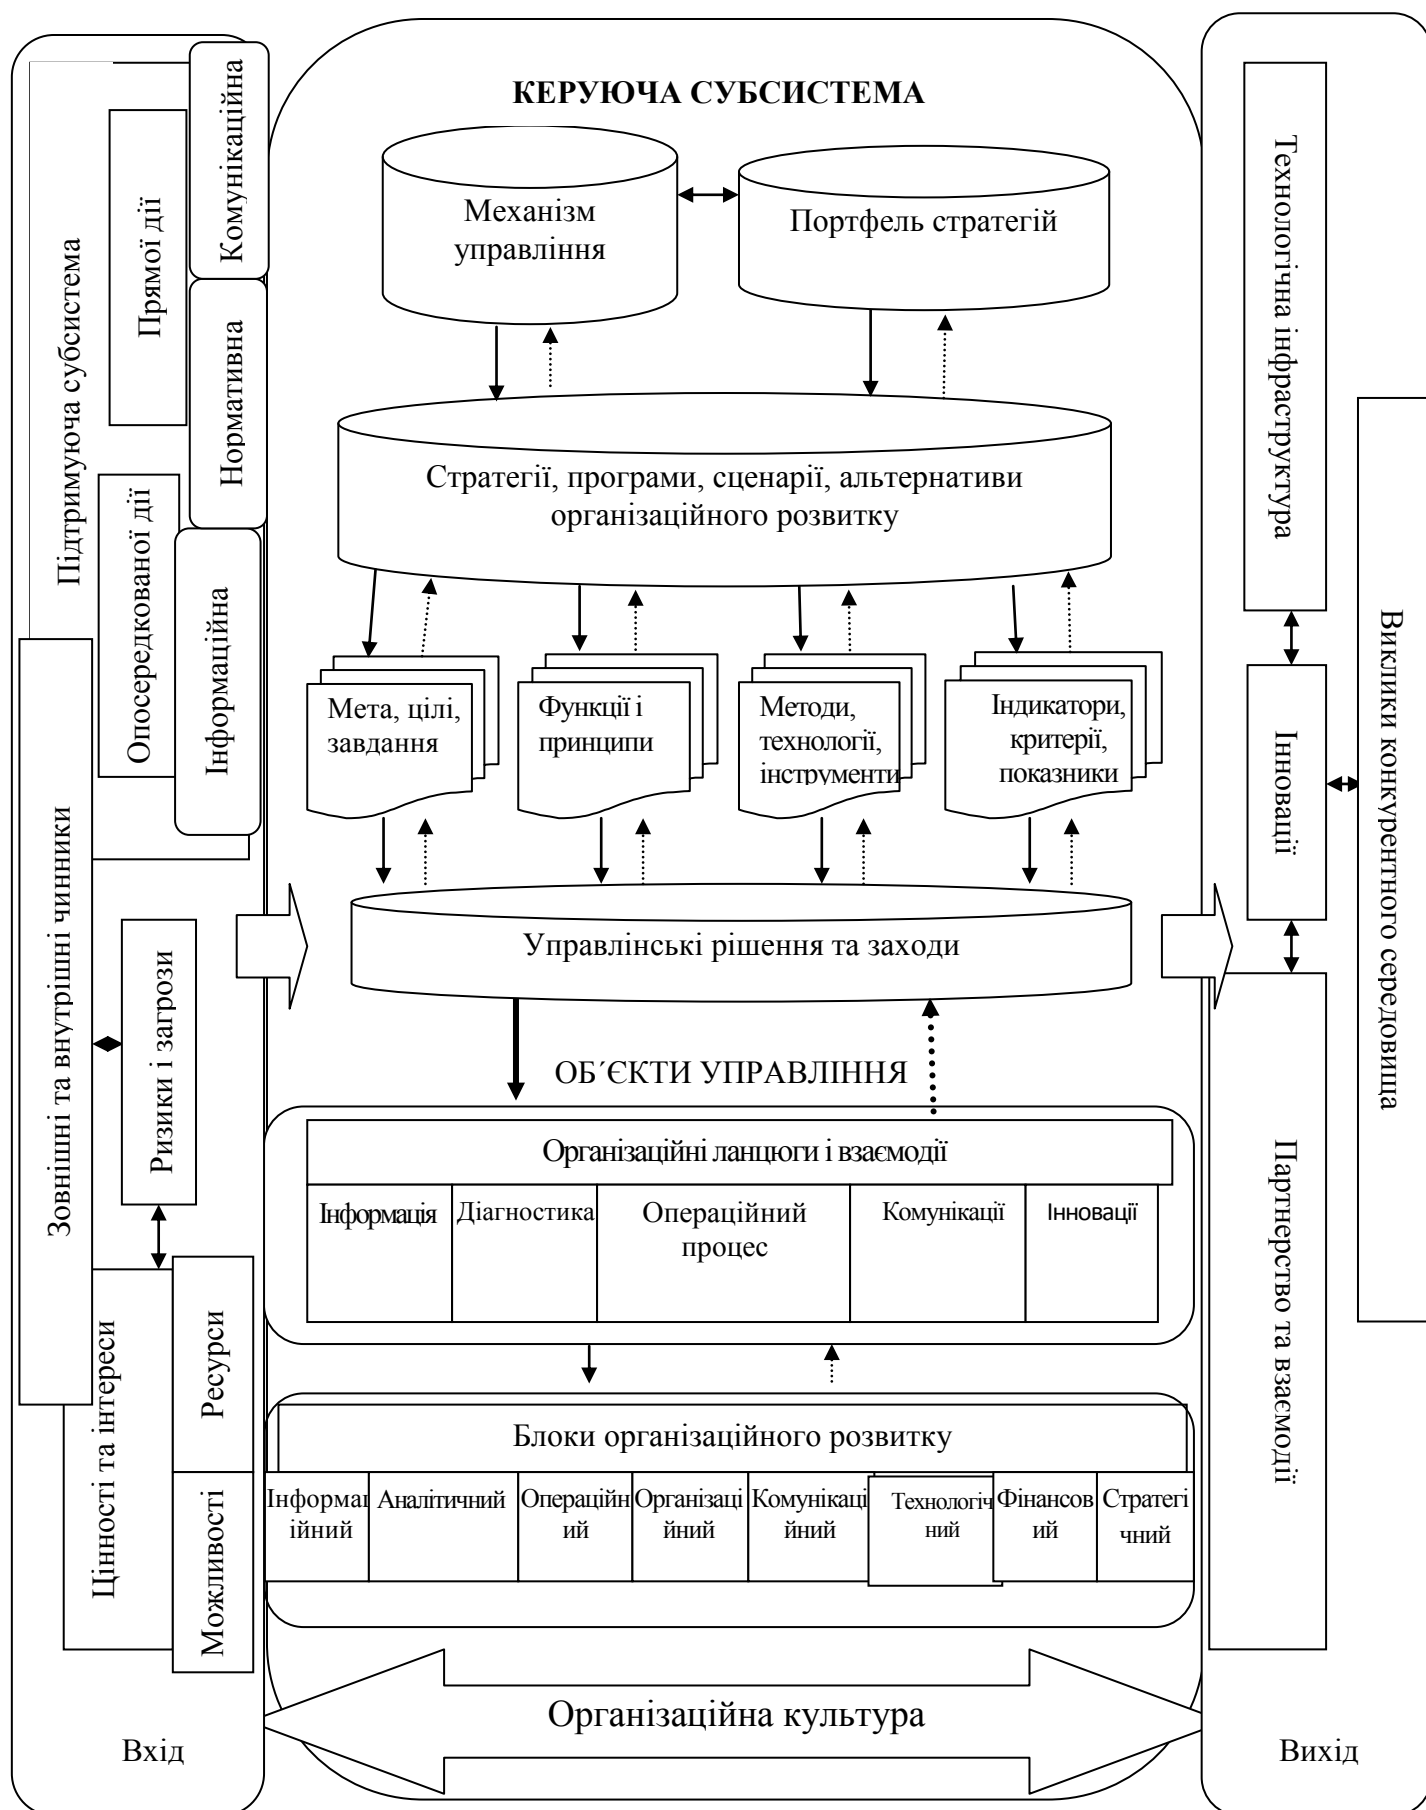 Підтримуюча субсистема
Прямої дії
Опосередкованої дії
Комунікаційна
Нормативна
Інформаційна
Зовнішні та внутрішні чинники
Ризики і загрози
Цінності та інтереси
Ресурси
Можливості
Вхід
КЕРУЮЧА СУБСИСТЕМА
Механізм
управління
Портфель стратегій
Стратегії, програми, сценарії, альтернативи
організаційного розвитку
Мета, цілі,
завдання
Функції і
принципи
Методи,
технології,
інструменти
Індикатори,
критерії,
показники
Управлінські рішення та заходи
ОБ´ЄКТИ УПРАВЛІННЯ
Організаційні ланцюги і взаємодії
Інформація
Діагностика
Операційний
процес
Комунікації
Інновації
Блоки організаційного розвитку
Інформац
ійний
Аналітичний
Операційн
ий
Організаці
йний
Комунікаці
йний
Технологіч
ний
Фінансов
ий
Стратегі
чний
Організаційна культура
Технологічна інфраструктура
Інновації
Партнерство та взаємодії
Виклики конкурентного середовища
Вихід